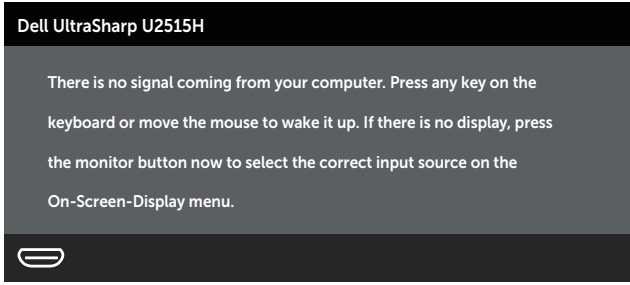 Dell UltraSharp U2515H
There is no signal coming from your computer. Press any key on the
keyboard or move the mouse to wake it up. If there is no display, press
the monitor button now to select the correct input source on the
On-Screen-Display menu.